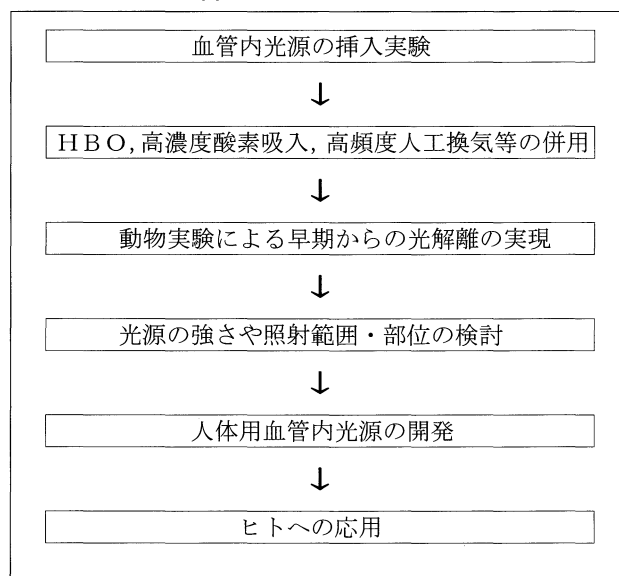 血管内光源の挿入実験
↓
HBO,高濃度酸素吸入,高頻度人工換気等の併用
↓
動物実験による早期からの光解離の実現
↓
光源の強さや照射範囲・部位の検討
↓
人体用血管内光源の開発
↓
ヒトへの応用